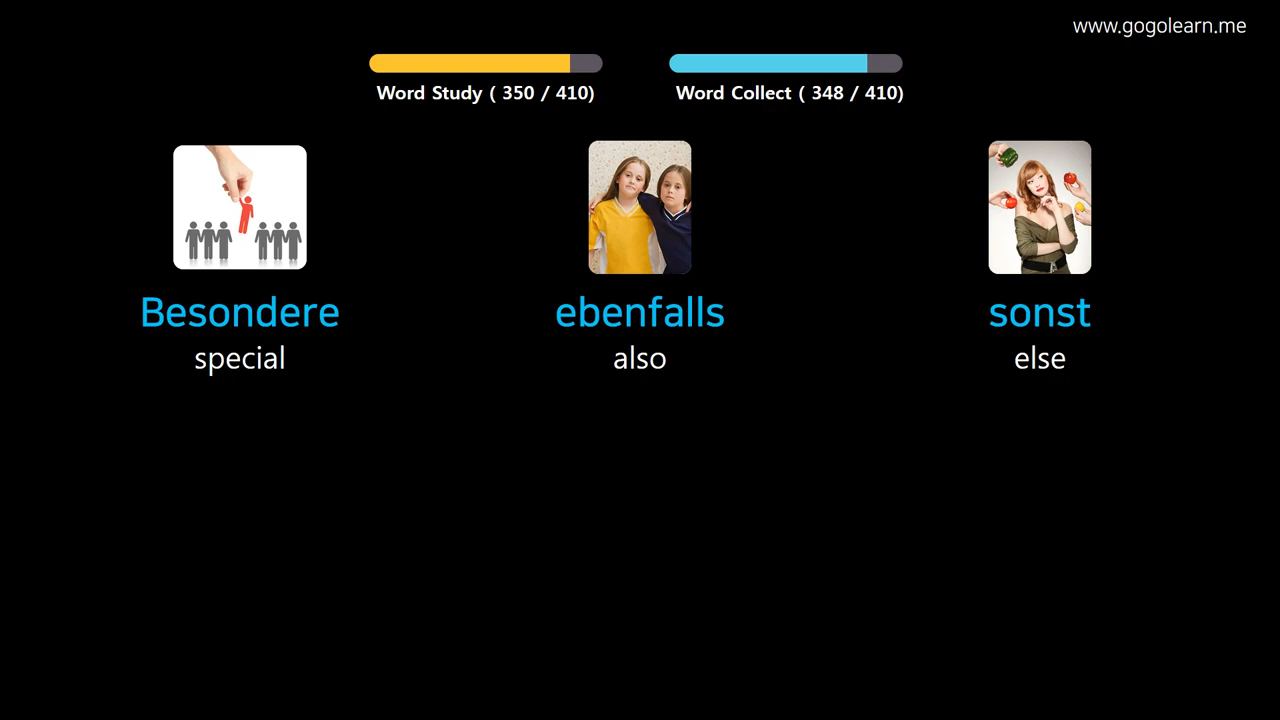 www.gogolearn.me
Word Study ( 350 / 410)
Word Collect ( 348 / 410)
Besondere
special
ebenfalls
also
sonst
else